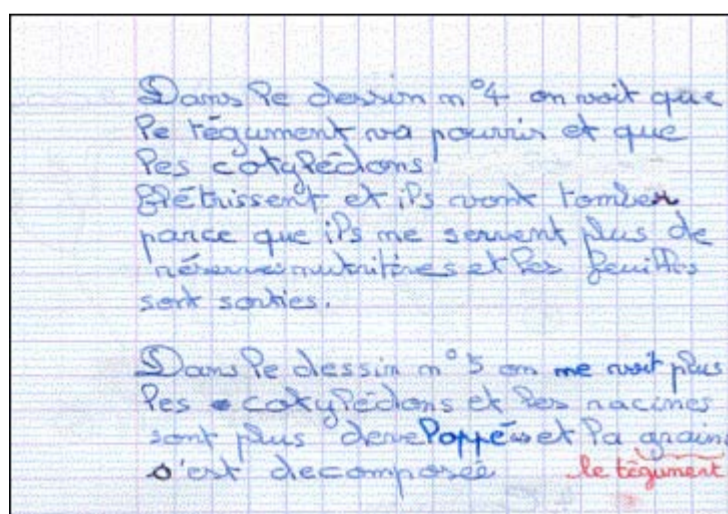 Dans le dessin n°4 on voit que
le tégument va pourrir et que
les cotylédons
flétrissent et ils vont tomber
parce que ils ne servent plus de
réserves nutritives et les feuilles
sont sorties.
Dans le dessin n°5 on ne voit plus
les cotylédons et les racines
sont plus developpées et la graine
s'est decomposée le tégument